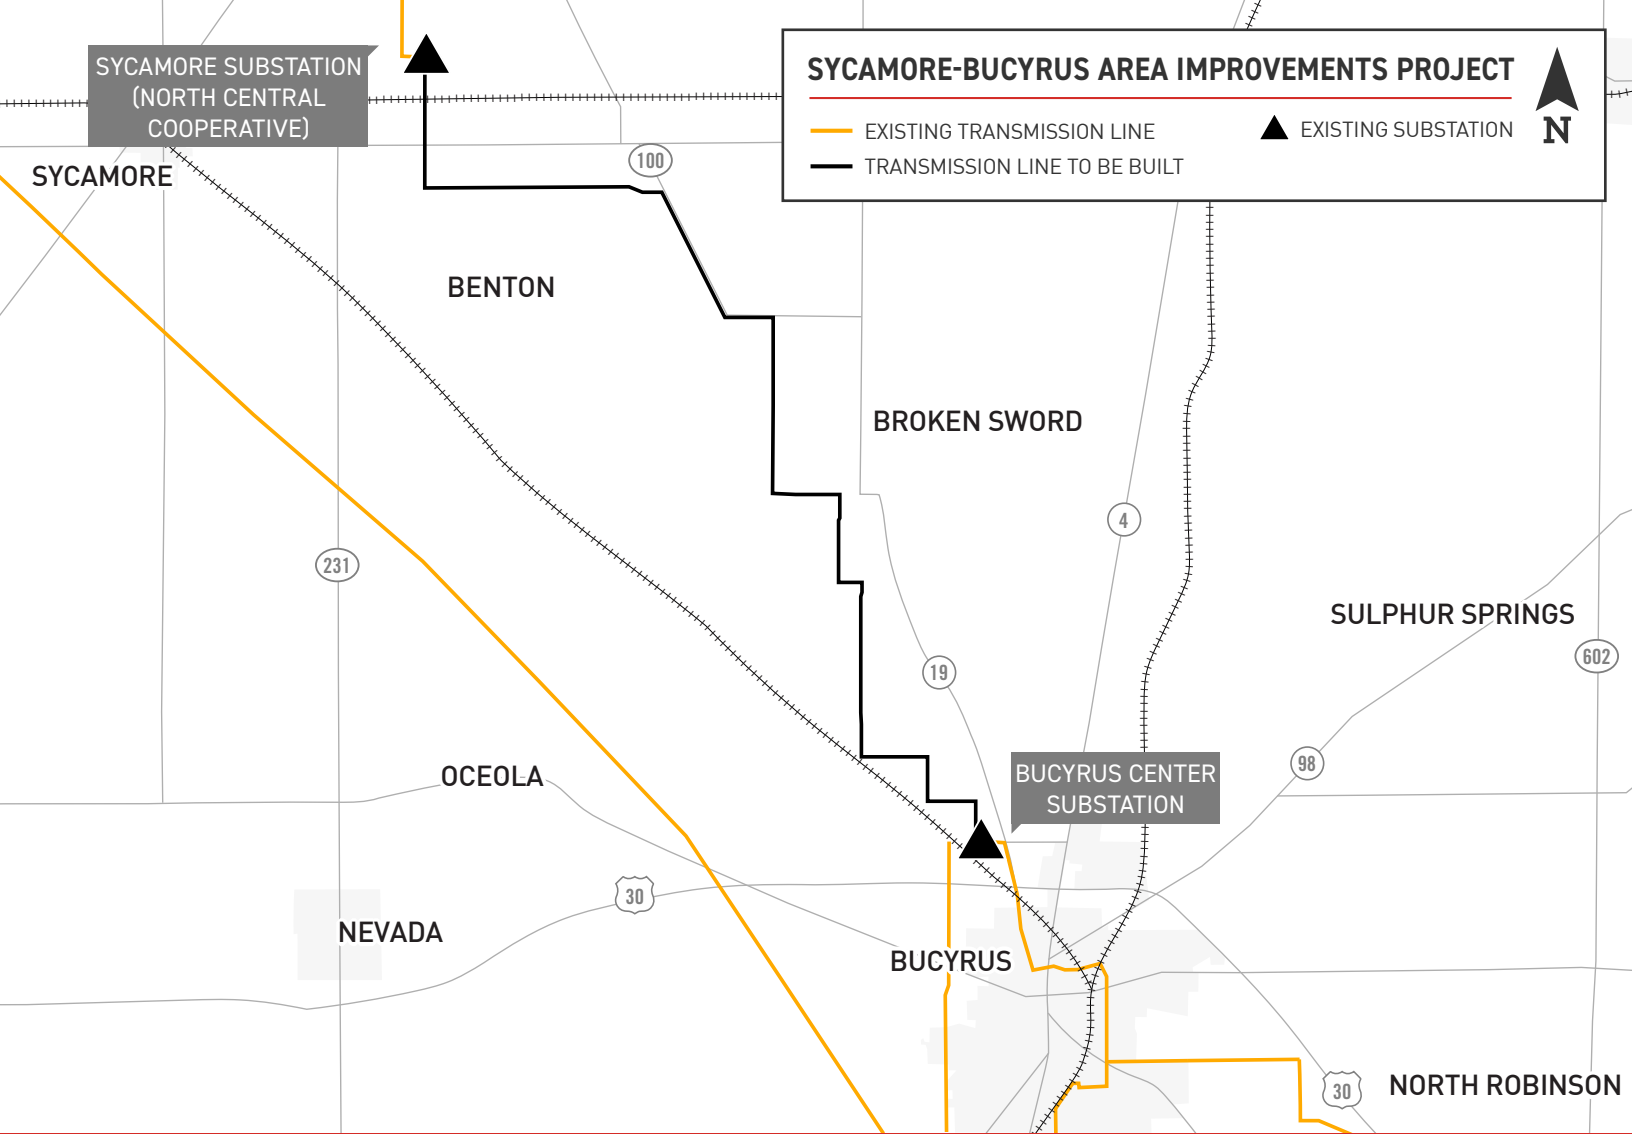 SYCAMORE SUBSTATION
(NORTH CENTRAL
COOPERATIVE)
SYCAMORE-BUCYRUS AREA IMPROVEMENTS PROJECT
EXISTING TRANSMISSION LINE
EXISTING SUBSTATION
TRANSMISSION LINE TO BE BUILT
N
SYCAMORE
100
BENTON
BROKEN SWORD
4
231
SULPHUR SPRINGS
602
19
OCEOLA
BUCYRUS CENTER
SUBSTATION
98
30
NEVADA
BUCYRUS
30
NORTH ROBINSON